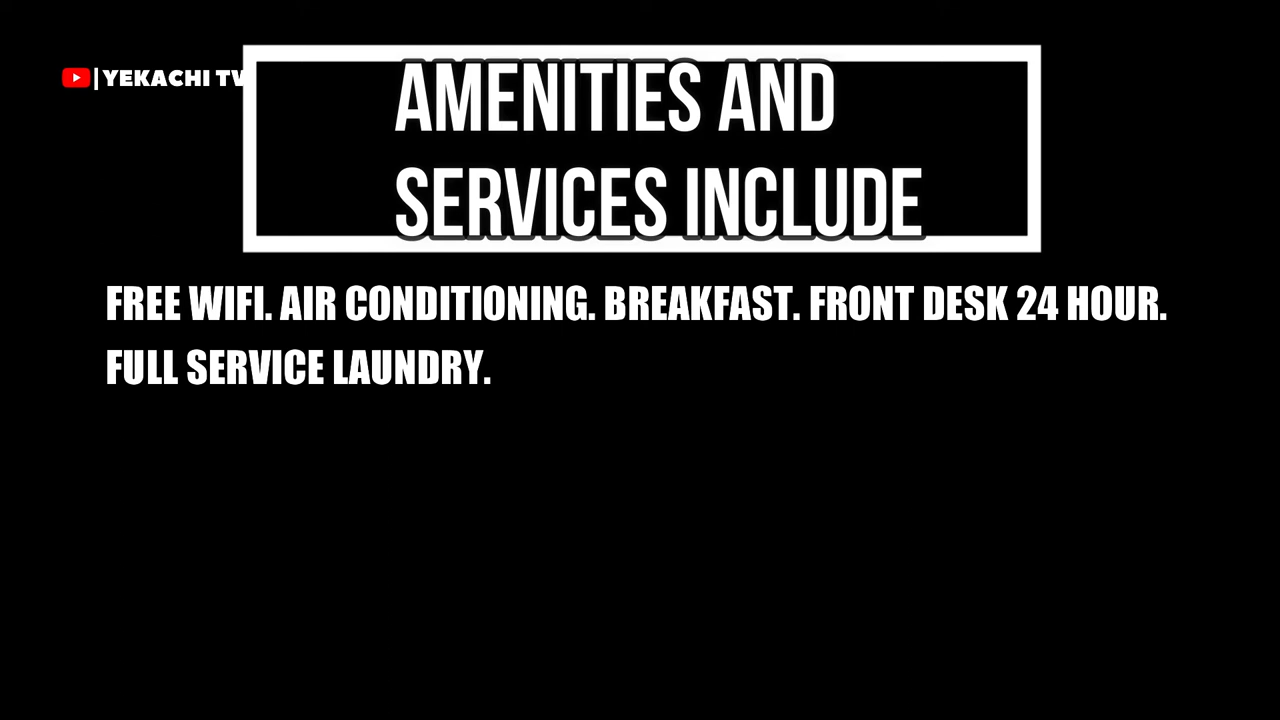 | YEKACHI TV
AMENITIES AND
SERVICES INCLUDE
FREE WIFI. AIR CONDITIONING. BREAKFAST. FRONT DESK 24 HOUR.
FULL SERVICE LAUNDRY.